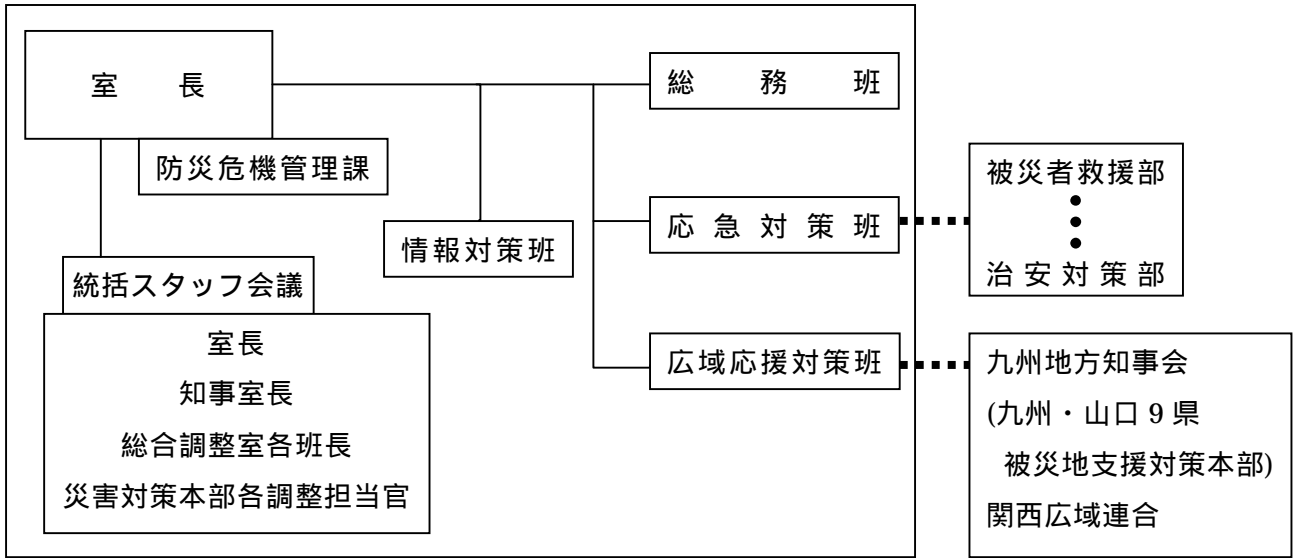 室長
防災危機管理課
統括スタッフ会議
室長
知事室長
総合調整室各班長
災害対策本部各調整担当官
情報対策班
総務班
応急対策班
広域応援対策班
被災者救援部
治安対策部
九州地方知事会
(九州・山口9県
被災地支援対策本部)
関西広域連合